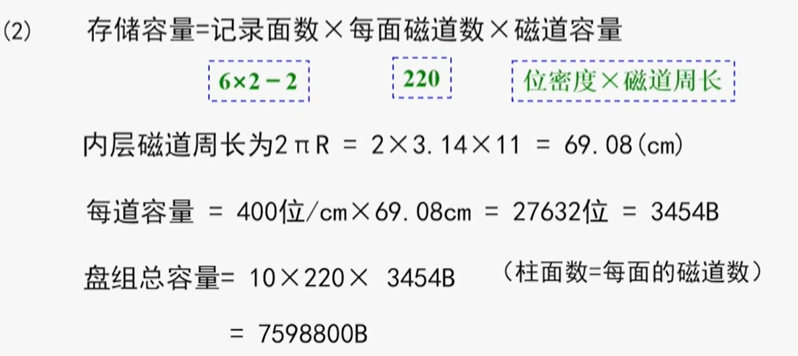 (2) 存储容量=记录面数×每面磁道数×磁道容量
6×2－2 220 位密度×磁道周长
内层磁道周长为2πR = 2×3.14×11 = 69.08(cm)
每道容量 = 400位/cm×69.08cm = 27632位 = 3454B
盘组总容量= 10×220× 3454B （柱面数=每面的磁道数）
= 7598800B